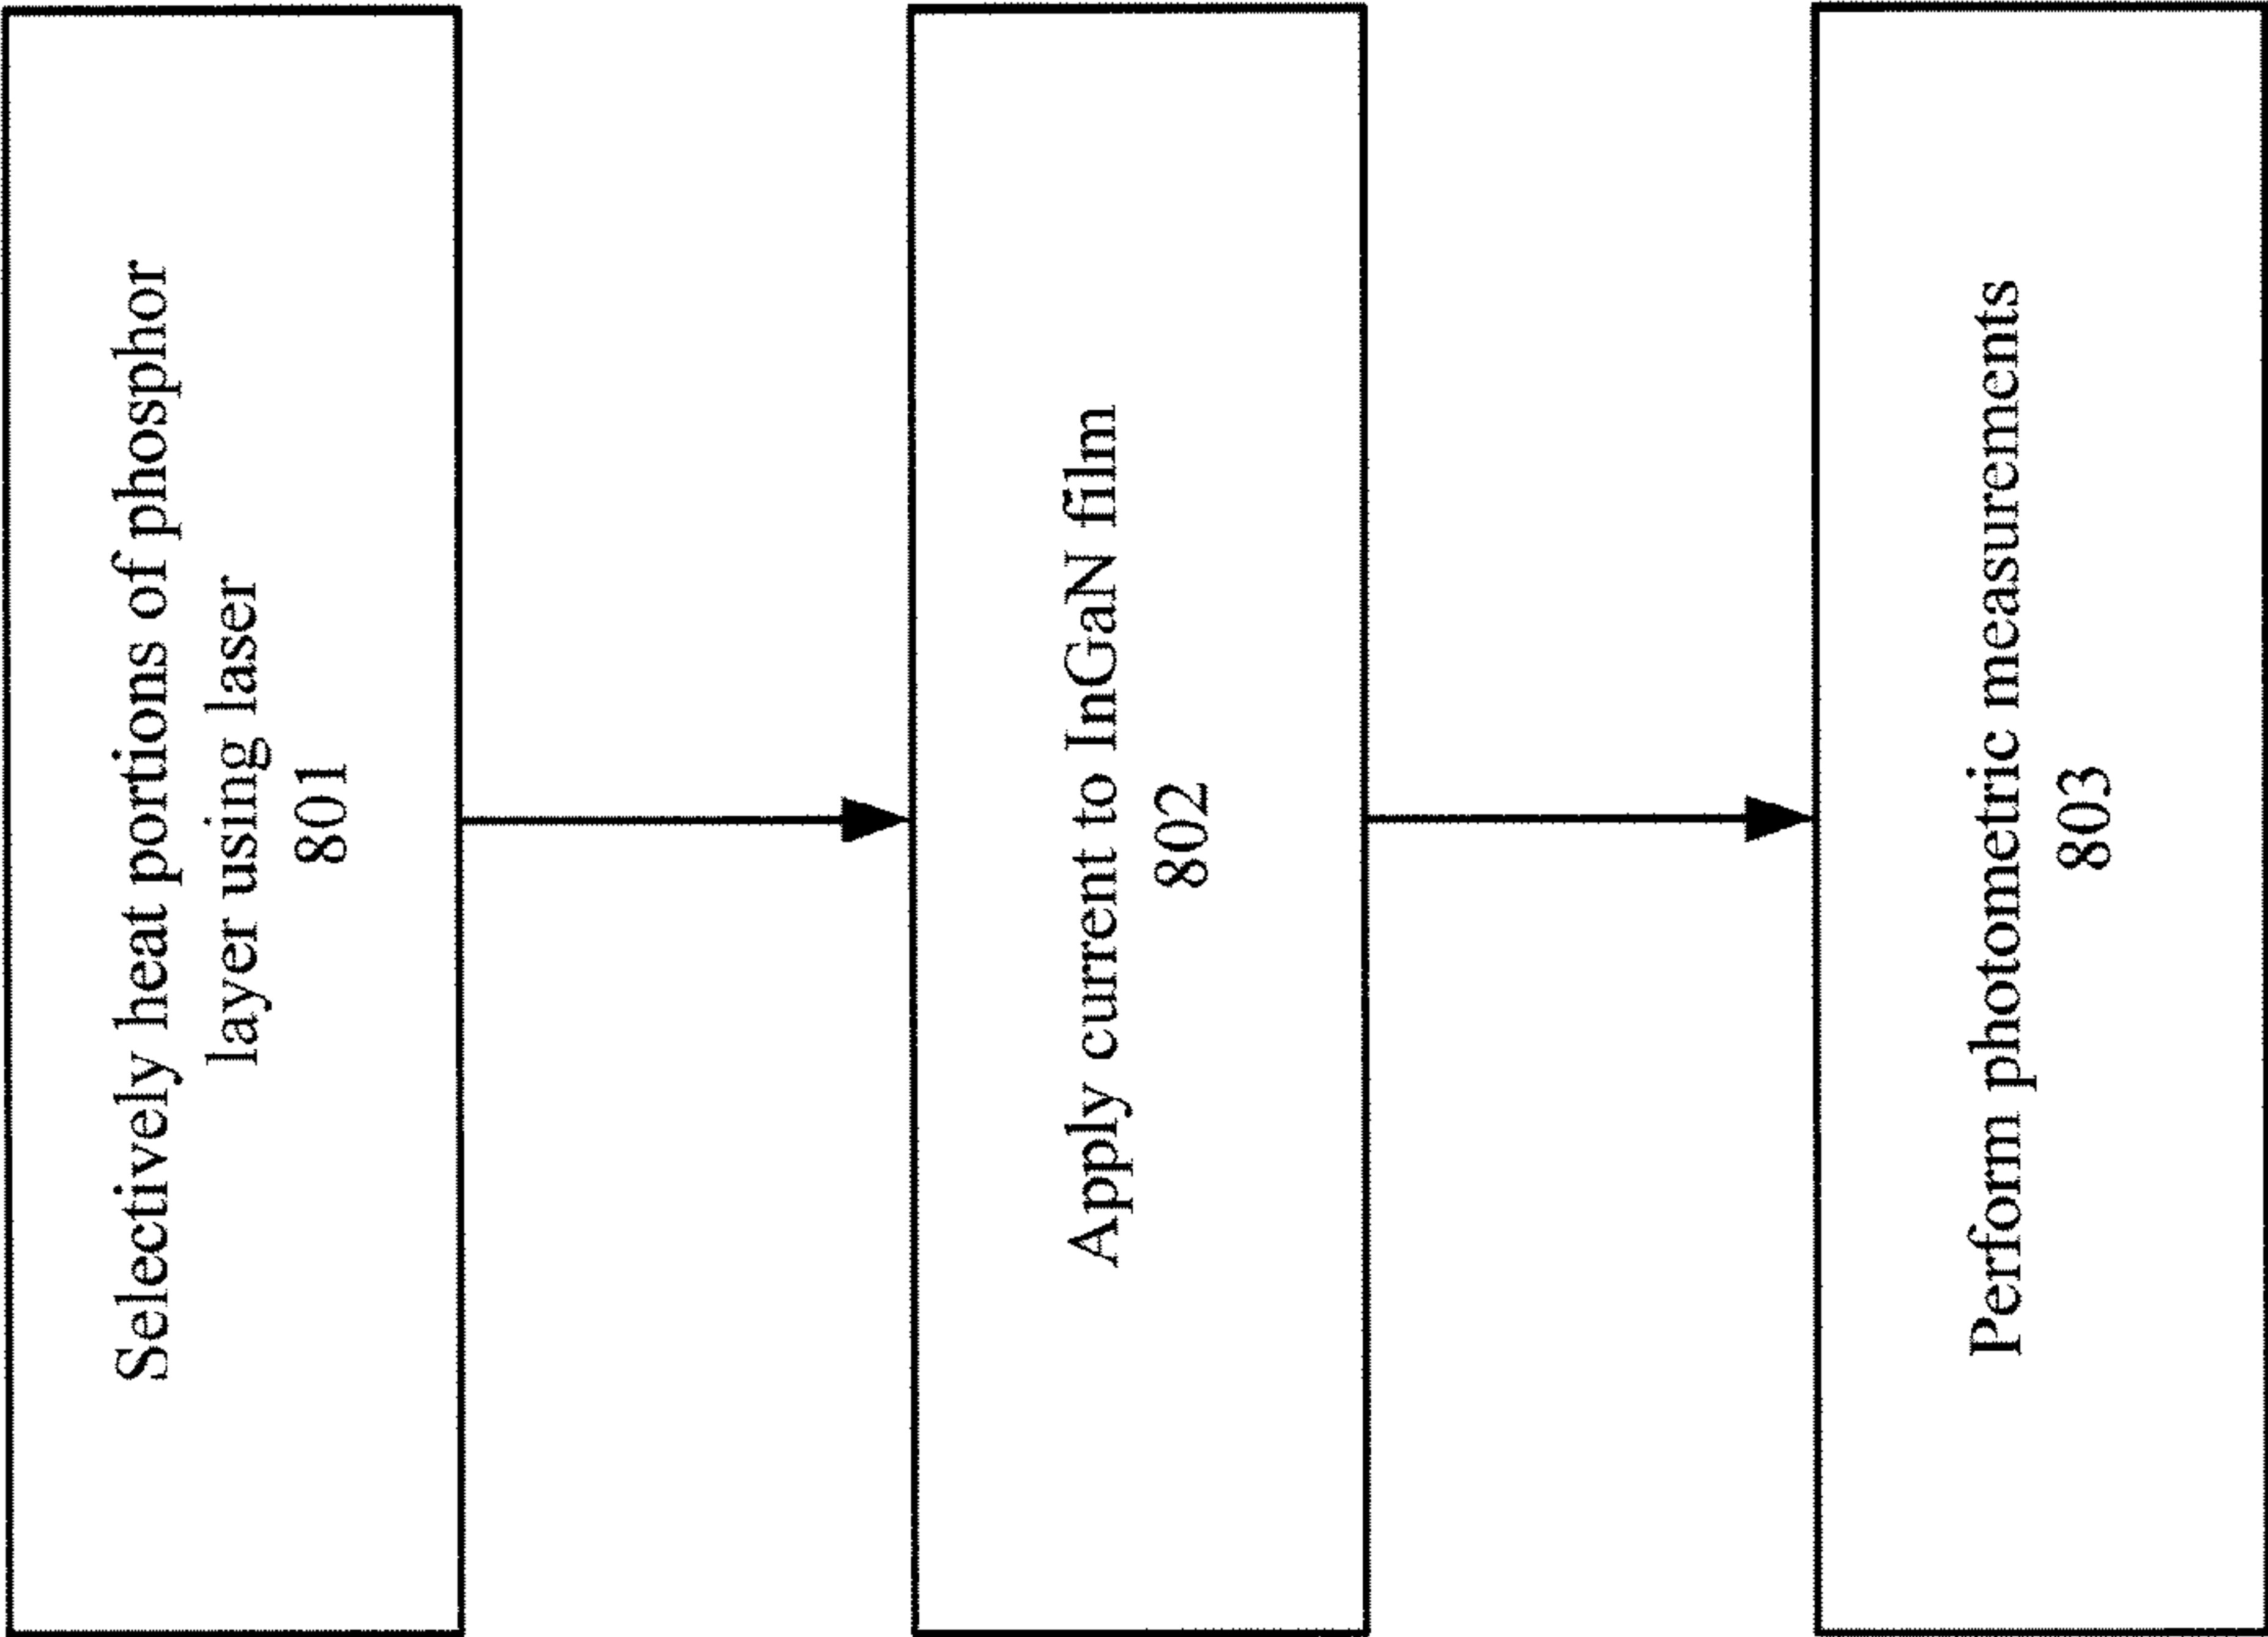 Selectively heat portions of phosphor
layer using laser
801
Apply current to InGaN film
802
Perform photometric measurements
803